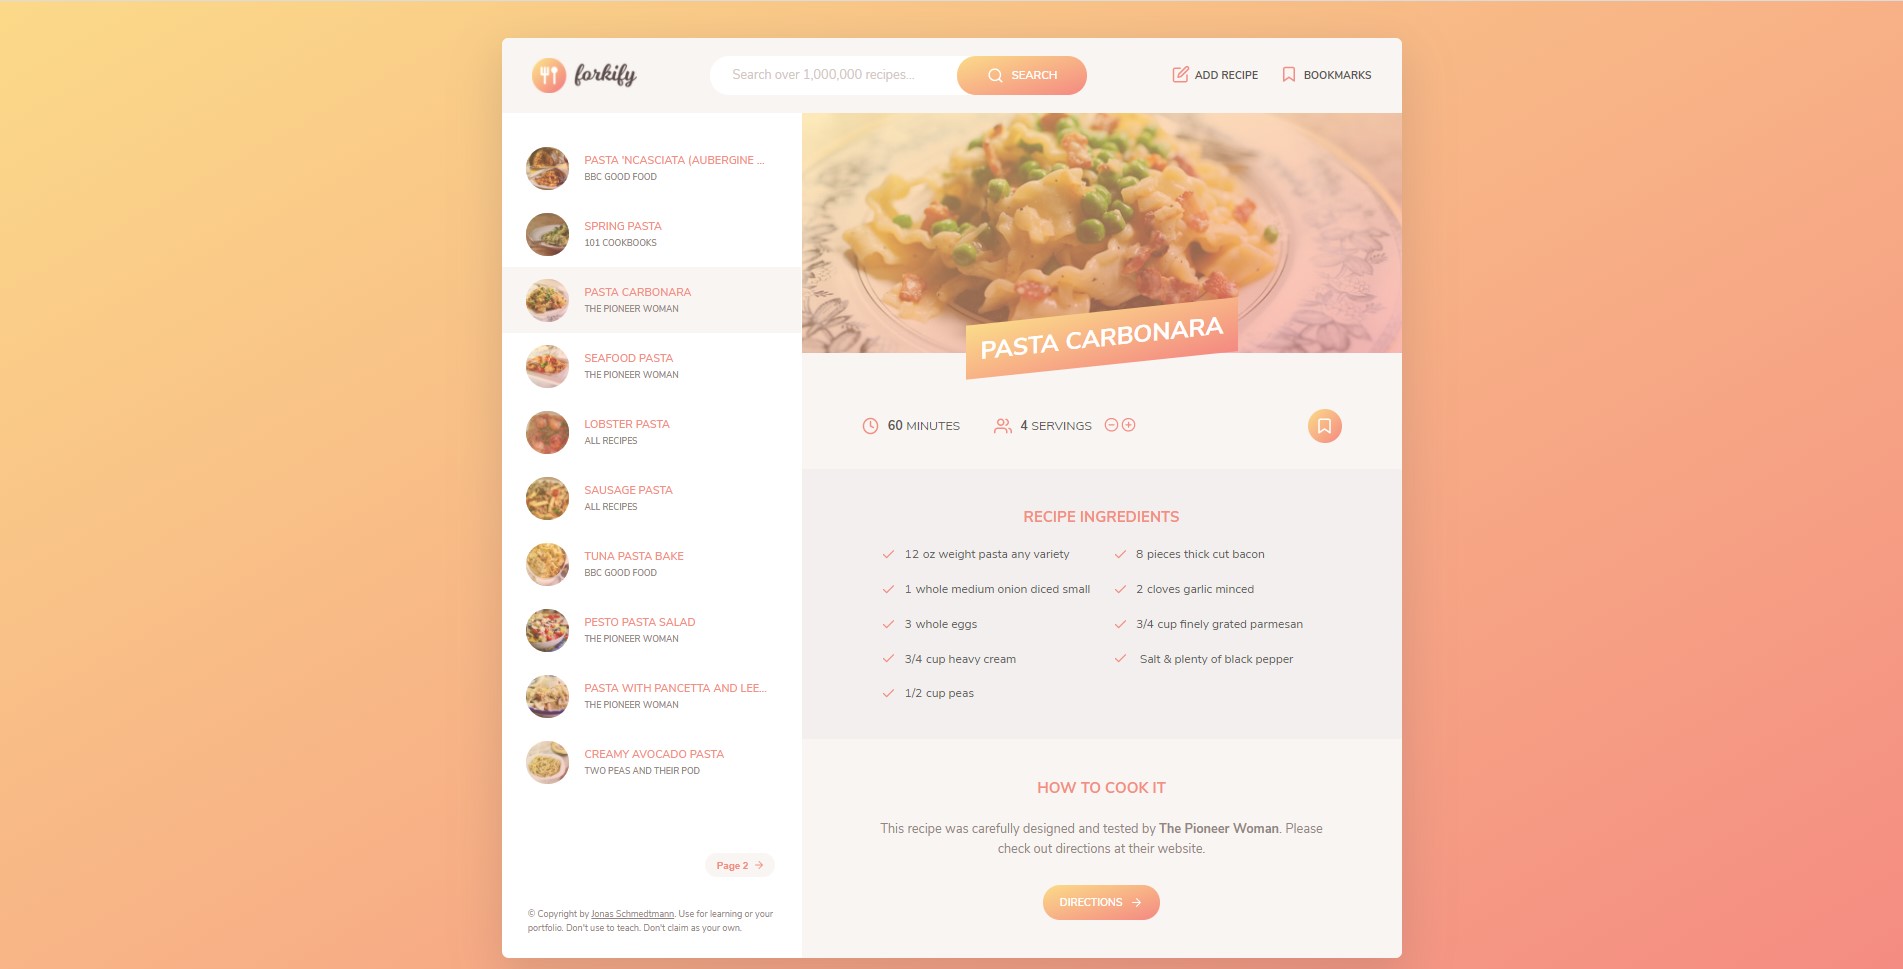 forkify
Search over 1,000,000 recipes...
SEARCH
ADD RECIPE
BOOKMARKS
PASTA 'NCASIATA (AUBERGINE ...
BBC GOOD FOOD
SPRING PASTA
101 COOKBOOKS
PASTA CARBONARA
THE PIONEER WOMAN
SEAFOOD PASTA
THE PIONEER WOMAN
LOBSTER PASTA
ALL RECIPES
SAUSAGE PASTA
ALL RECIPES
TUNA PASTA BAKE
BBC GOOD FOOD
PESTO PASTA SALAD
THE PIONEER WOMAN
PASTA WITH PANCETTA AND LEE...
THE PIONEER WOMAN
CREAMY AVOCADO PASTA
TWO PEAS AND THEIR POD
Page 2
© Copyright by Jonas Schmedtmann. Use for learning or your
portfolio. Don't use to teach. Don't claim as your own.
PASTA CARBONARA
60 MINUTES
4 SERVINGS
RECIPE INGREDIENTS
12 oz weight pasta any variety
8 pieces thick cut bacon
1 whole medium onion diced small
2 cloves garlic minced
3 whole eggs
3/4 cup finely grated parmesan
3/4 cup heavy cream
Salt & plenty of black pepper
1/2 cup peas
HOW TO COOK IT
This recipe was carefully designed and tested by The Pioneer Woman. Please
check out directions at their website.
DIRECTIONS